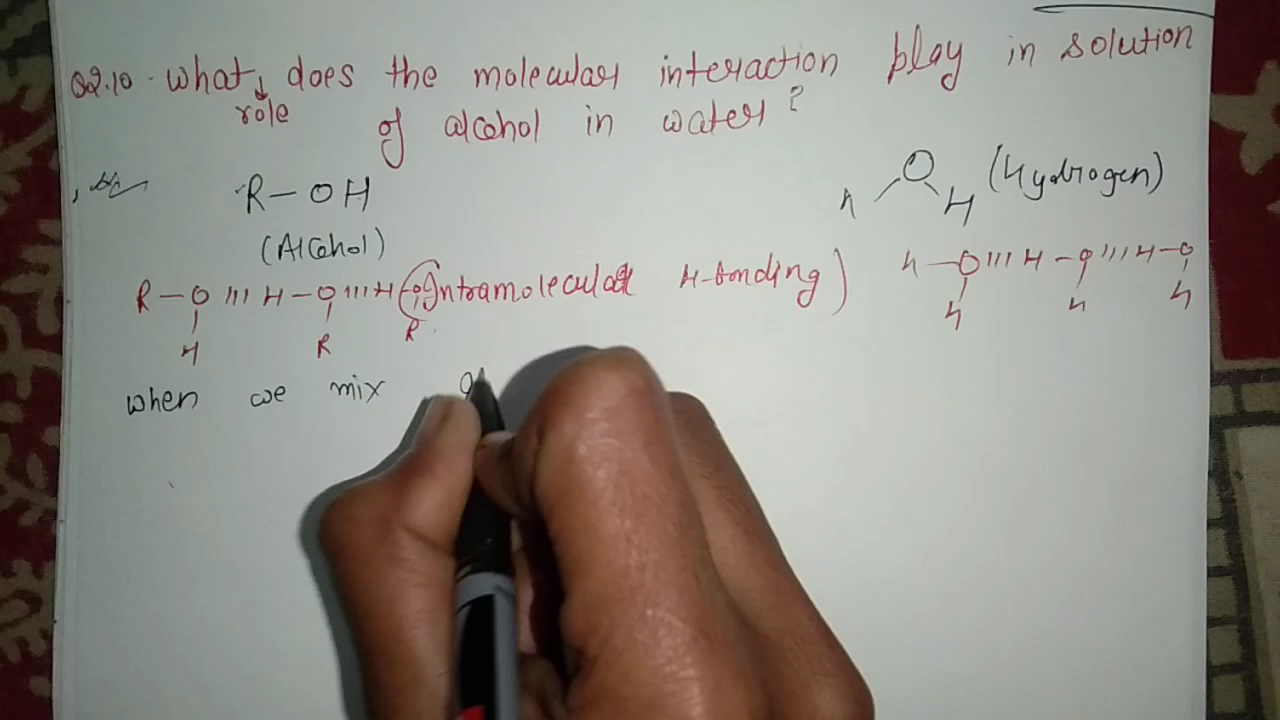 Q2.10. What does the molecular interaction play in solution
role
of alcohol in water?
R-OH
(Alcohol)
O (Hydrogen)
H H
R-O ||| H-O |||H-O (Intramolecular H-bonding)
H R R
H-O ||| H-O ||| H-O
H H H
when we mix